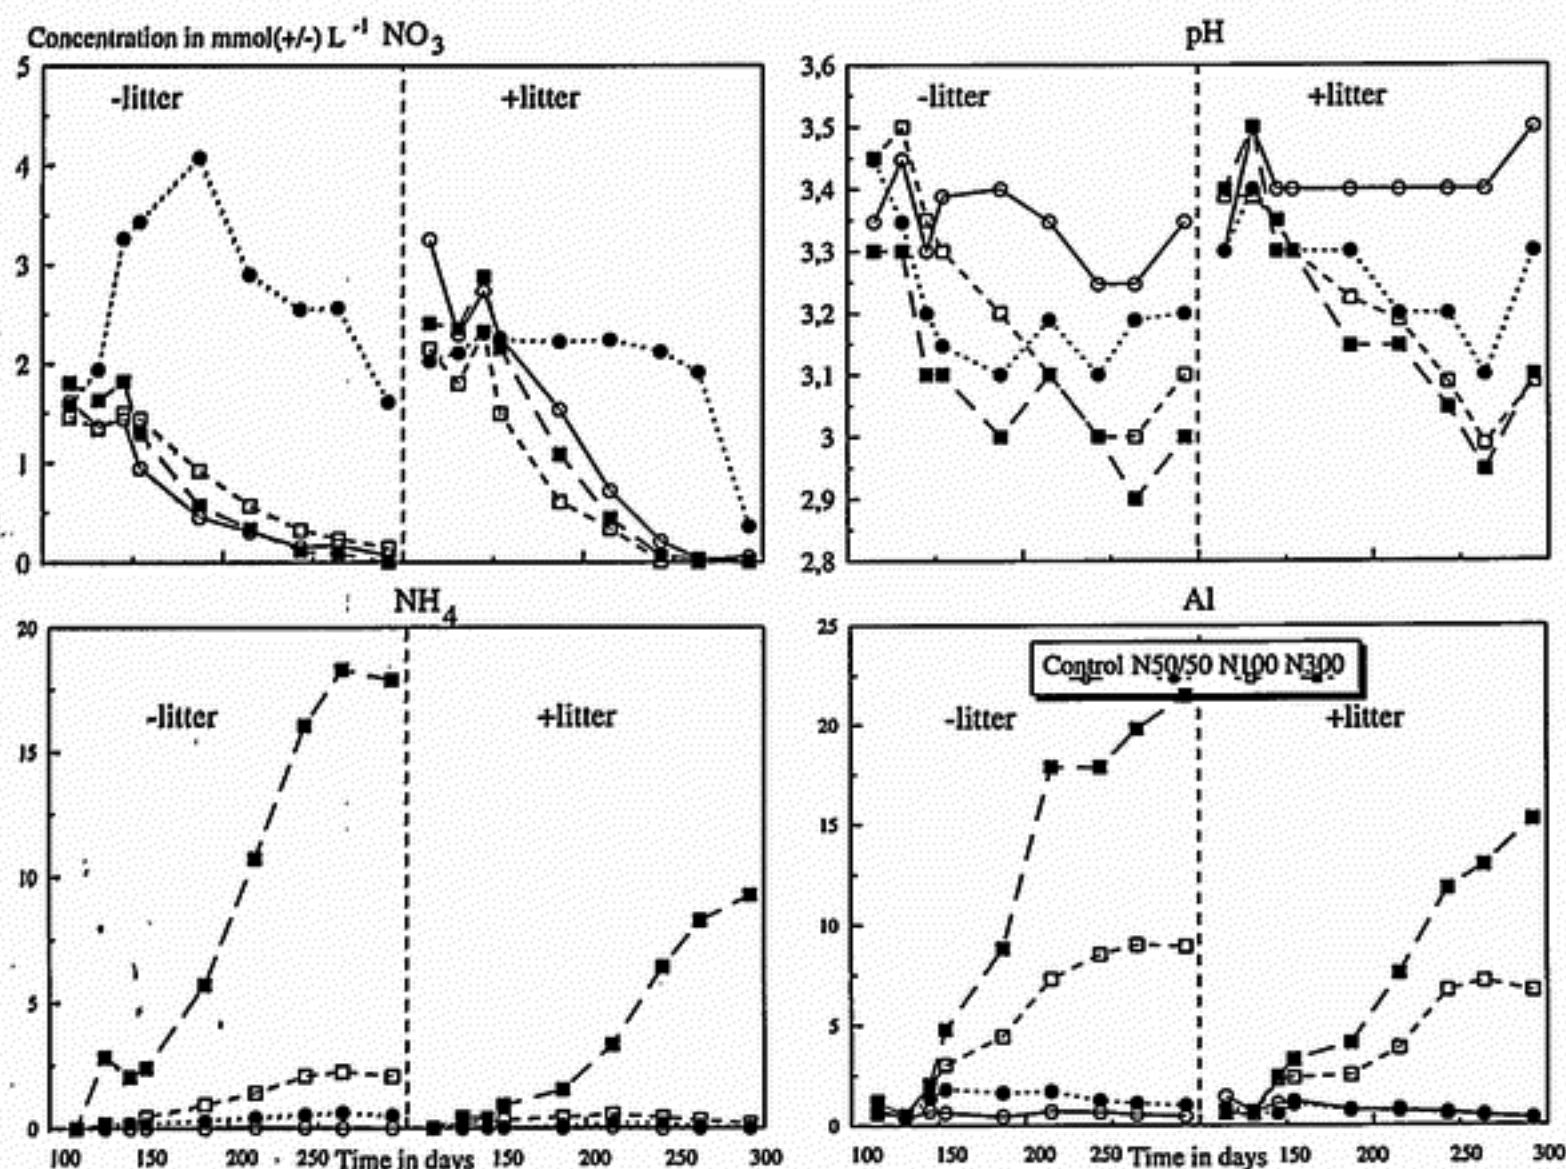 Concentration in mmol(+/-) L⁻¹ NO₃
pH
5
-litter
+litter
4
3
2
1
0
3,6
-litter
+litter
3,5
3,4
3,3
3,2
3,1
3
2,9
2,8
NH₄
Al
20
-litter
+litter
15
10
5
0
25
Control N50/50 N100 N300
-litter
+litter
20
15
10
5
0
100 150 200 250 Time in days 150 200 250 300
100 150 200 250 Time in days 150 200 250 300